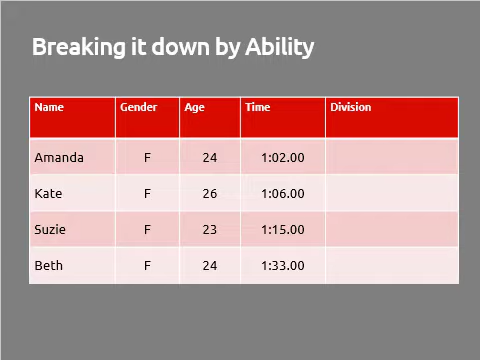 Breaking it down by Ability
Name Gender Age Time Division
Amanda F 24 1:02.00
Kate F 26 1:06.00
Suzie F 23 1:15.00
Beth F 24 1:33.00